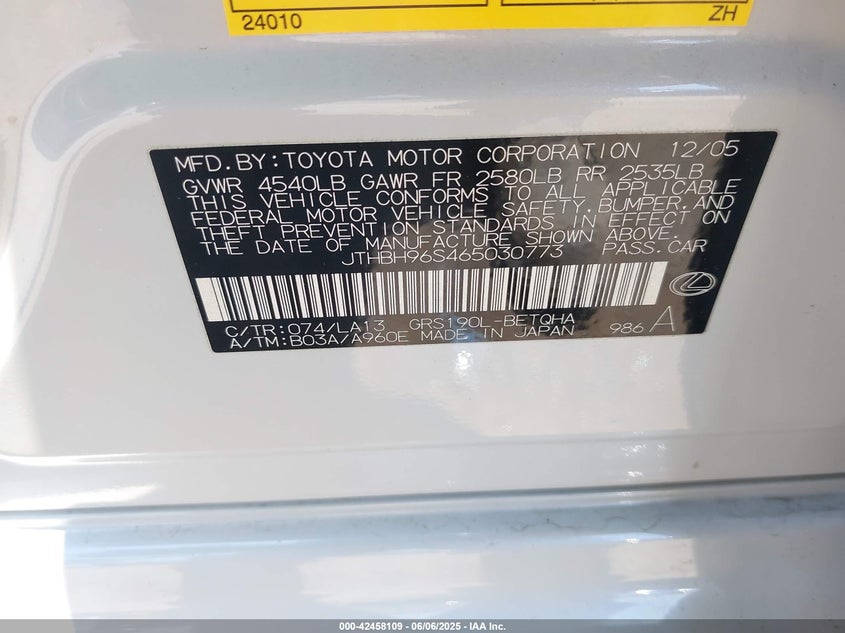 24010 ZH
MFD.BY:TOYOTA MOTOR CORPORATION 12/05
GVWR 4540LB GAWR FR 2580LB RR 2535LB
THIS VEHICLE CONFORMS TO ALL APPLICABLE
FEDERAL MOTOR VEHICLE SAFETY,BUMPER,AND
THEFT PREVENTION STANDARDS IN EFFECT ON
THE DATE OF MANUFACTURE SHOWN ABOVE.
JTHBH96S465030773 PASS.CAR
C/TR:074/LA13 GRS190L-BETQHA
A/TM:B03A/A960E MADE IN JAPAN 986 A
000-42458109 - 06/06/2025 - IAA Inc.